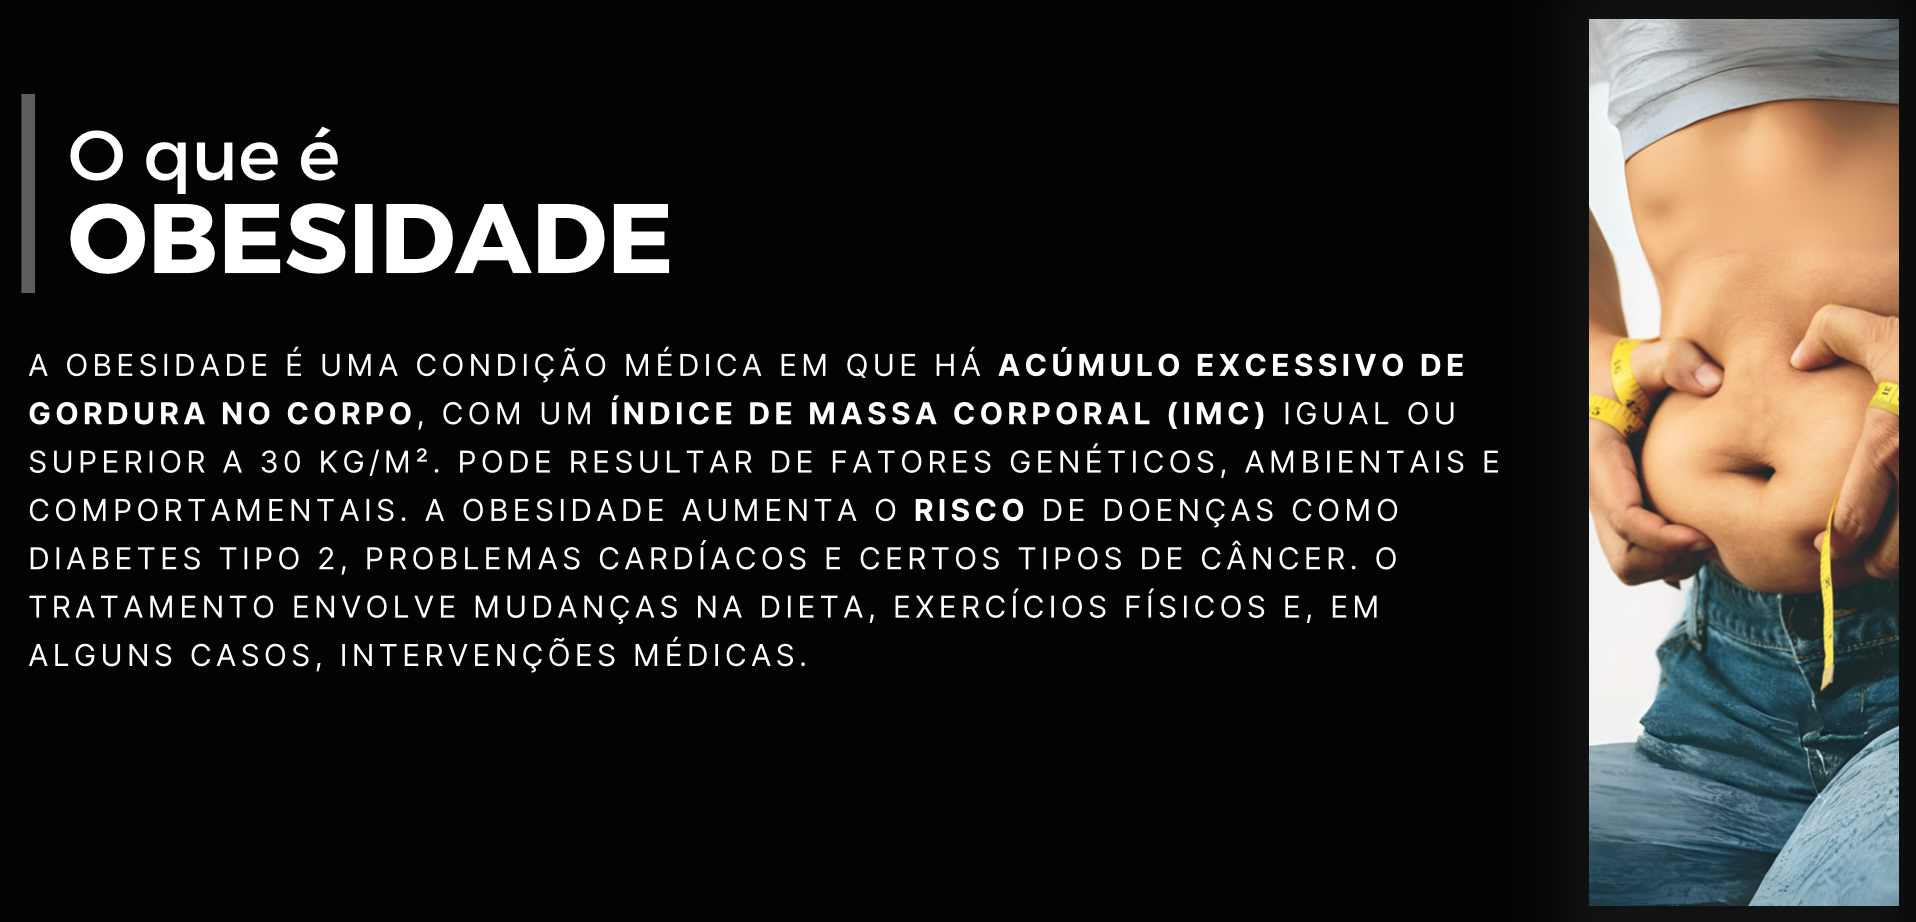 O que é
OBESIDADE
A OBESIDADE É UMA CONDIÇÃO MÉDICA EM QUE HÁ ACÚMULO EXCESSIVO DE
GORDURA NO CORPO, COM UM ÍNDICE DE MASSA CORPORAL (IMC) IGUAL OU
SUPERIOR A 30 KG/M². PODE RESULTAR DE FATORES GENÉTICOS, AMBIENTAIS E
COMPORTAMENTAIS. A OBESIDADE AUMENTA O RISCO DE DOENÇAS COMO
DIABETES TIPO 2, PROBLEMAS CARDÍACOS E CERTOS TIPOS DE CÂNCER. O
TRATAMENTO ENVOLVE MUDANÇAS NA DIETA, EXERCÍCIOS FÍSICOS E, EM
ALGUNS CASOS, INTERVENÇÕES MÉDICAS.